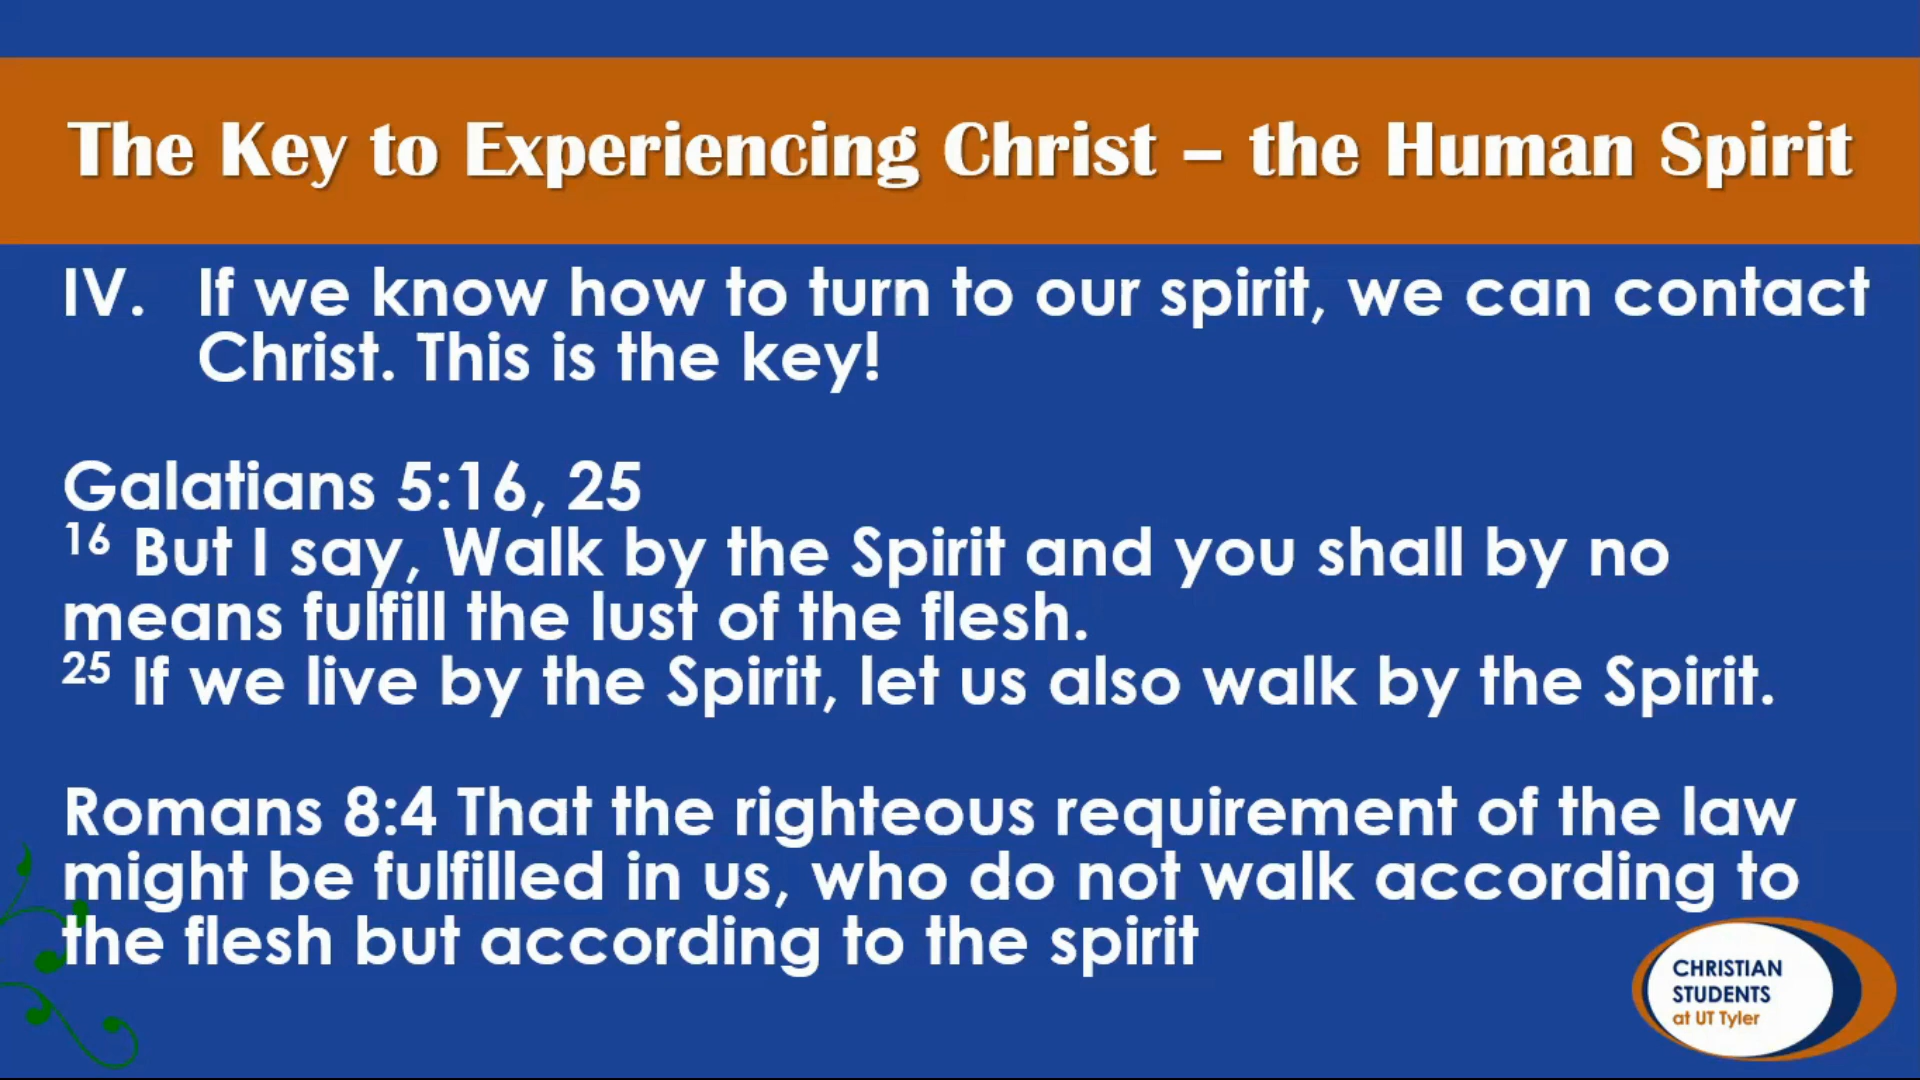 The Key to Experiencing Christ – the Human Spirit
IV. If we know how to turn to our spirit, we can contact
Christ. This is the key!
Galatians 5:16, 25
16 But I say, Walk by the Spirit and you shall by no
means fulfill the lust of the flesh.
25 If we live by the Spirit, let us also walk by the Spirit.
Romans 8:4 That the righteous requirement of the law
might be fulfilled in us, who do not walk according to
the flesh but according to the spirit
CHRISTIAN
STUDENTS
at UT Tyler